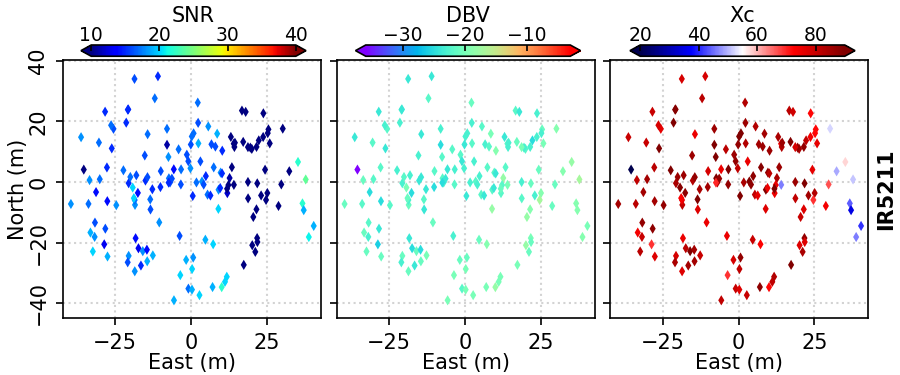 SNR DBV Xc
10 20 30 40 −30 −20 −10 20 40 60 80
40
20
0
−20
−40
North (m)
−25 0 25 −25 0 25 −25 0 25
East (m) East (m) East (m)
IR5211